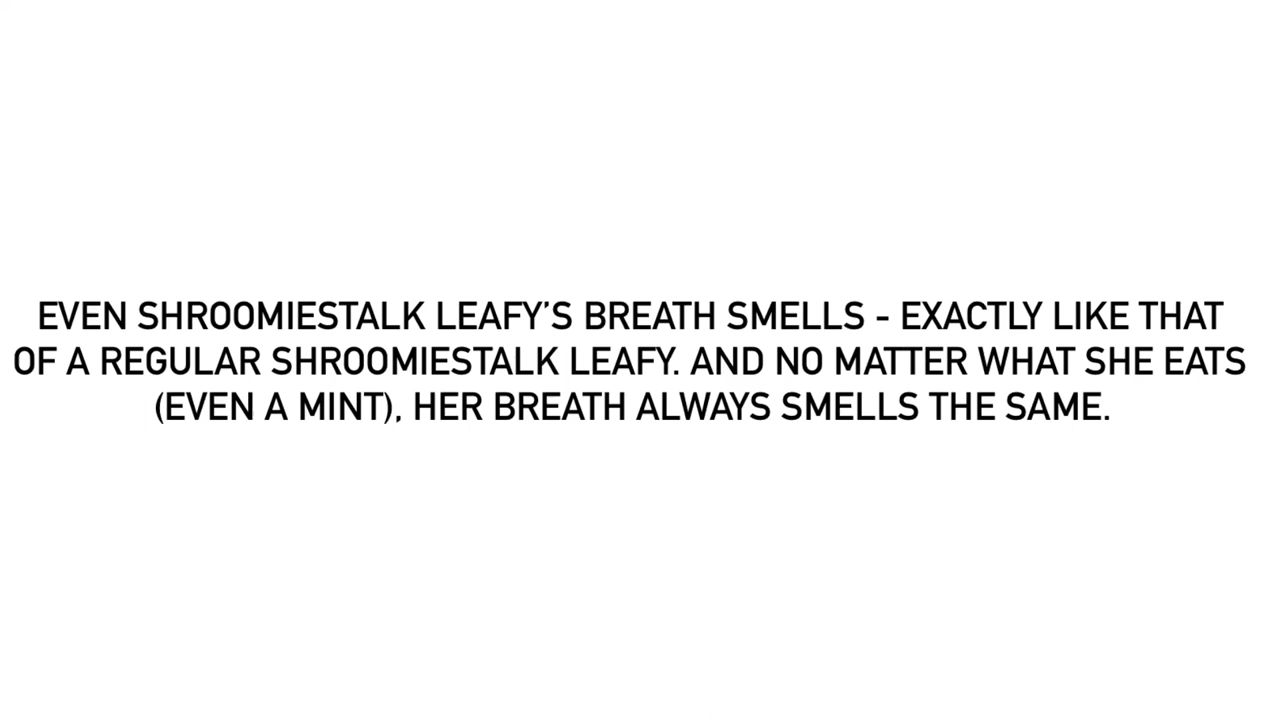 EVEN SHROOMIESTALK LEAFY’S BREATH SMELLS - EXACTLY LIKE THAT
OF A REGULAR SHROOMIESTALK LEAFY. AND NO MATTER WHAT SHE EATS
(EVEN A MINT), HER BREATH ALWAYS SMELLS THE SAME.